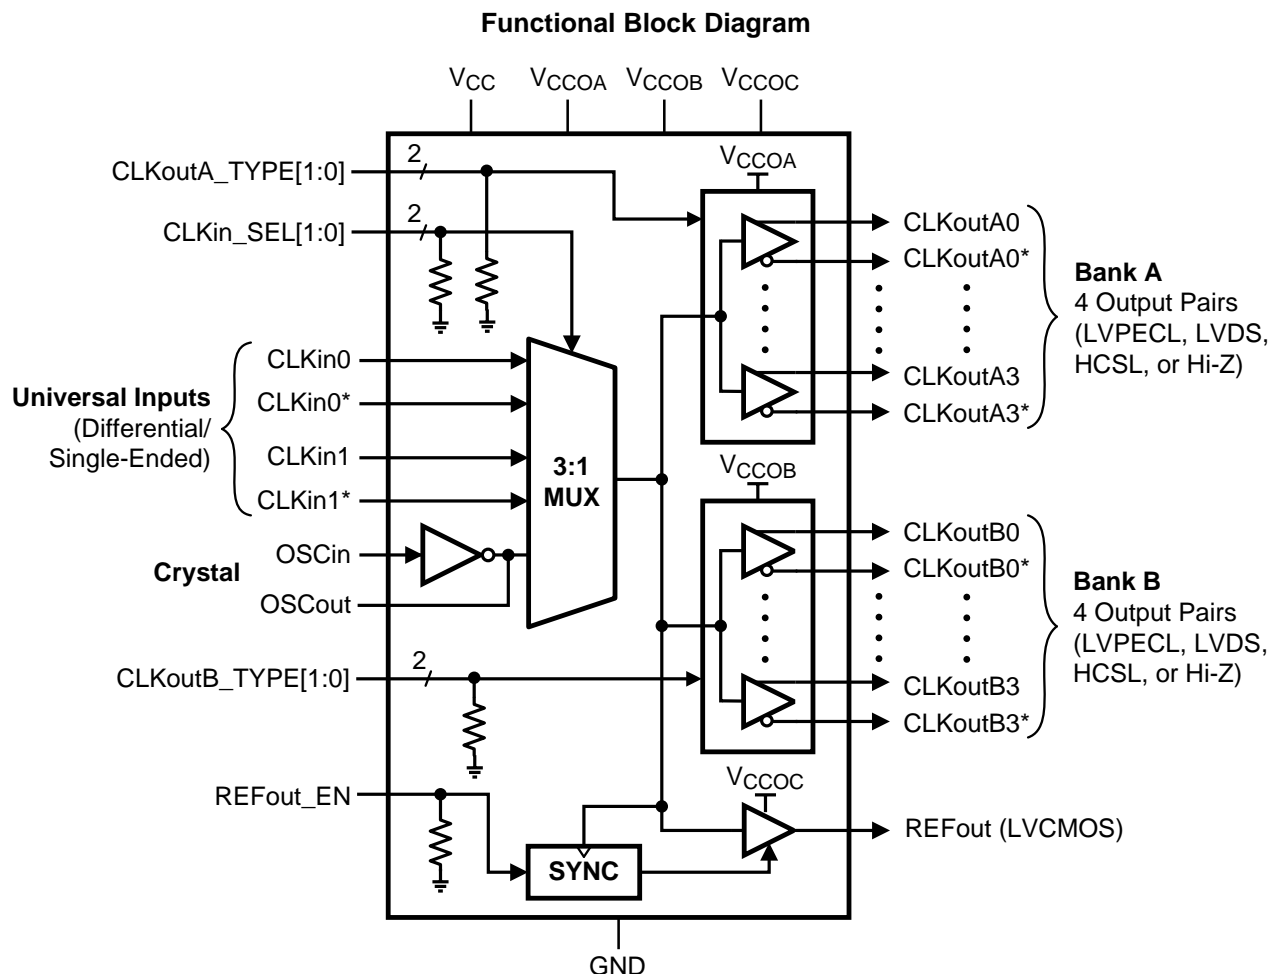 Functional Block Diagram
VCC
VCCOA
VCCOB
VCCOC
CLKoutA_TYPE[1:0]
2
CLKin_SEL[1:0]
2
VCCOA
CLKoutA0
CLKoutA0*
CLKoutA3
CLKoutA3*
Bank A
4 Output Pairs
(LVPECL, LVDS,
HCSL, or Hi-Z)
Universal Inputs
(Differential/
Single-Ended)
CLKin0
CLKin0*
CLKin1
CLKin1*
3:1
MUX
Crystal
OSCin
OSCout
VCCOB
CLKoutB0
CLKoutB0*
CLKoutB3
CLKoutB3*
Bank B
4 Output Pairs
(LVPECL, LVDS,
HCSL, or Hi-Z)
CLKoutB_TYPE[1:0]
2
REFout_EN
SYNC
VCCOC
REFout (LVCMOS)
GND